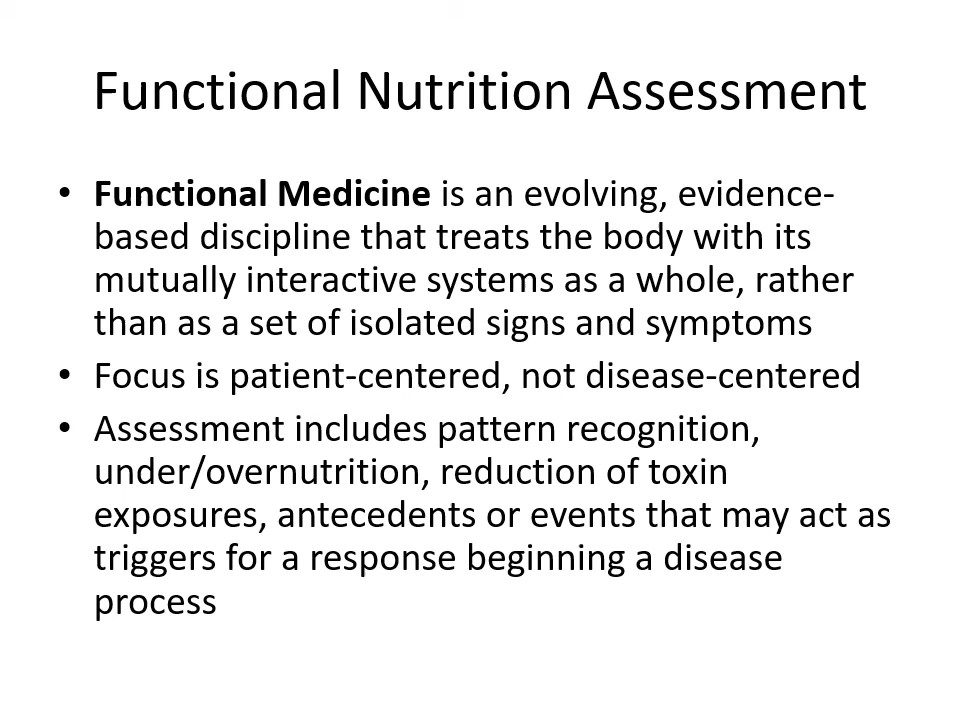 Functional Nutrition Assessment
• Functional Medicine is an evolving, evidence-
based discipline that treats the body with its
mutually interactive systems as a whole, rather
than as a set of isolated signs and symptoms
• Focus is patient-centered, not disease-centered
• Assessment includes pattern recognition,
under/overnutrition, reduction of toxin
exposures, antecedents or events that may act as
triggers for a response beginning a disease
process